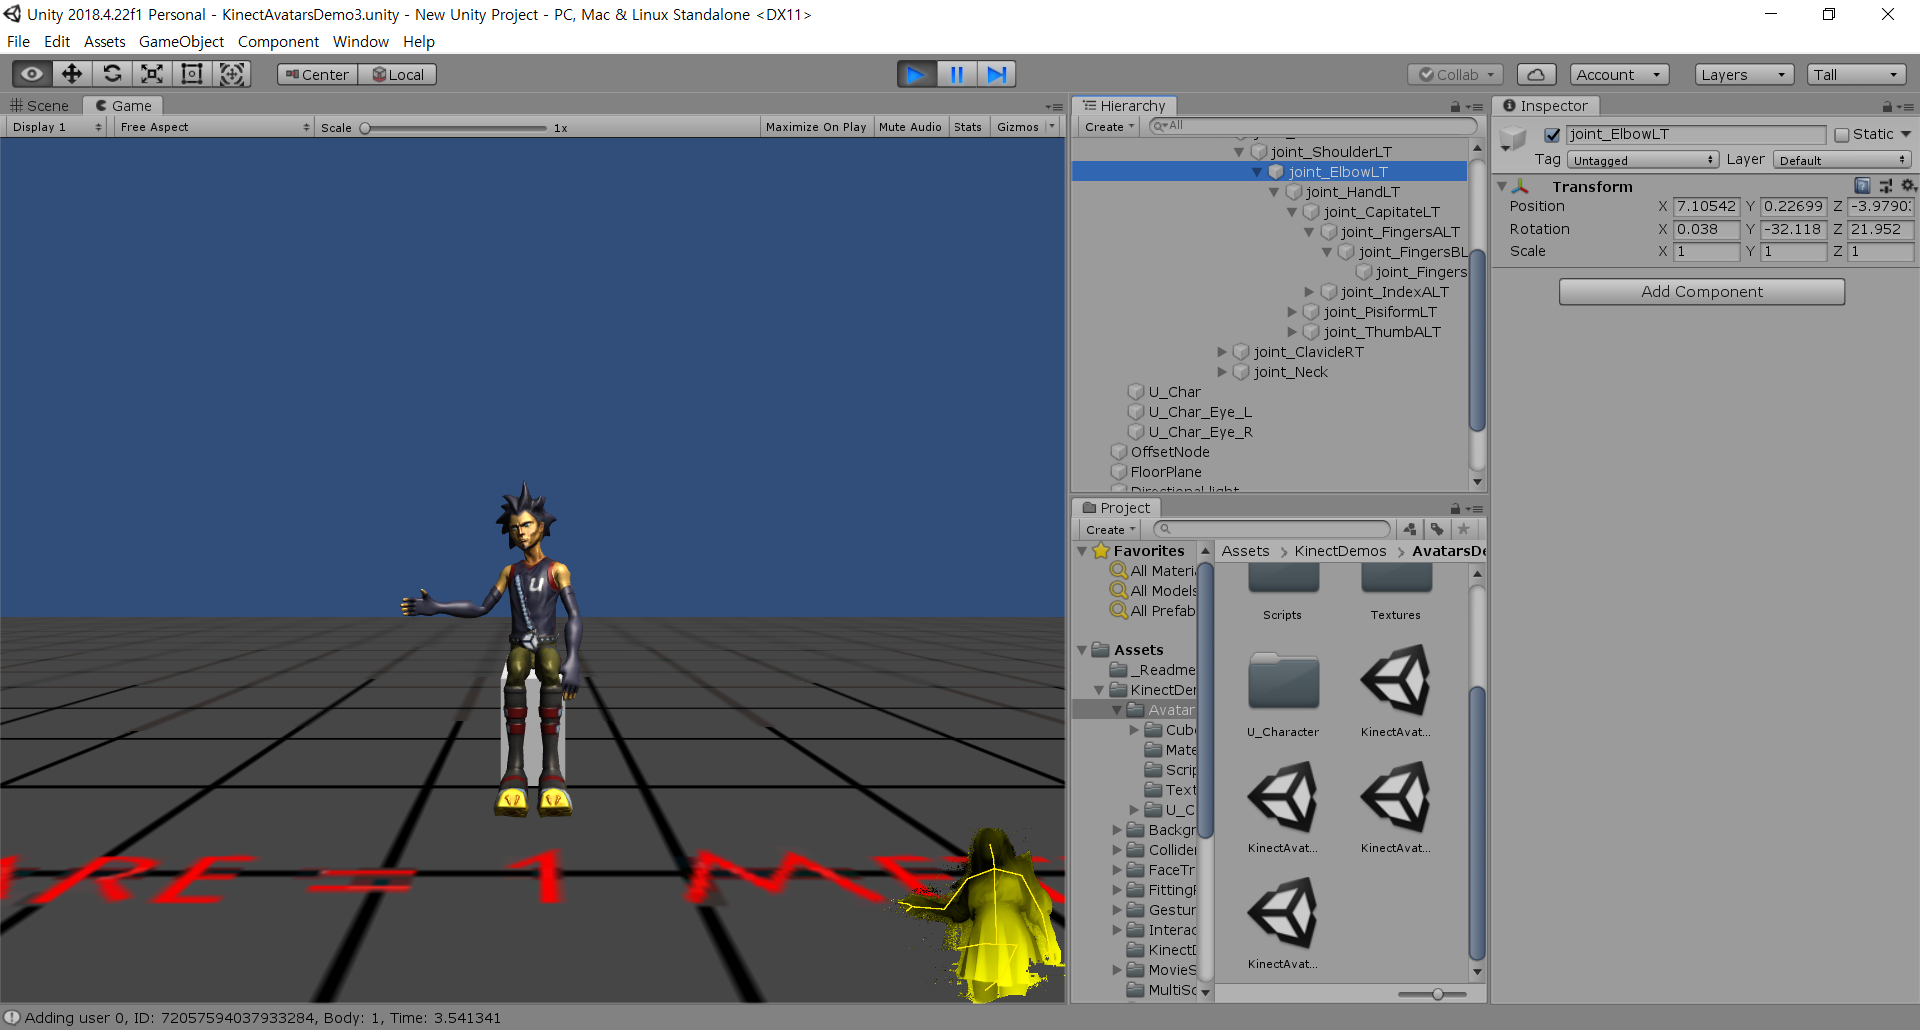 Unity 2018.4.22f1 Personal - KinectAvatarsDemo3.unity - New Unity Project - PC, Mac & Linux Standalone <DX11>
File Edit Assets GameObject Component Window Help
Center Local Collab Account Layers Tall
Scene Game
Display 1 Free Aspect Scale 1x Maximize On Play Mute Audio Stats Gizmos
U
= 1
Hierarchy
Create All
joint_ShoulderLT
joint_ElbowLT
joint_HandLT
joint_CapitateLT
joint_FingersALT
joint_FingersBL
joint_Fingers
joint_IndexALT
joint_PisiformLT
joint_ThumbALT
joint_ClavicleRT
joint_Neck
U_Char
U_Char_Eye_L
U_Char_Eye_R
OffsetNode
FloorPlane
Directional light
Project
Create
Favorites
All Materi
All Models
All Prefab
Assets
_Readme
KinectDer
Avatar
Cube
Mate
Scrip
Text
U_C
Backgr
Collider
FaceTr
Fitting
Gestur
Interac
KinectD
MovieS
MultiSc
Assets > KinectDemos > AvatarsDe
Scripts Textures
U_Character KinectAvat...
KinectAvat... KinectAvat...
KinectAvat...
Inspector
joint_ElbowLT Static
Tag Untagged Layer Default
Transform
Position X 7.10542 Y 0.22699 Z -3.9790
Rotation X 0.038 Y -32.118 Z 21.952
Scale X 1 Y 1 Z 1
Add Component
Adding user 0, ID: 72057594037933284, Body: 1, Time: 3.541341